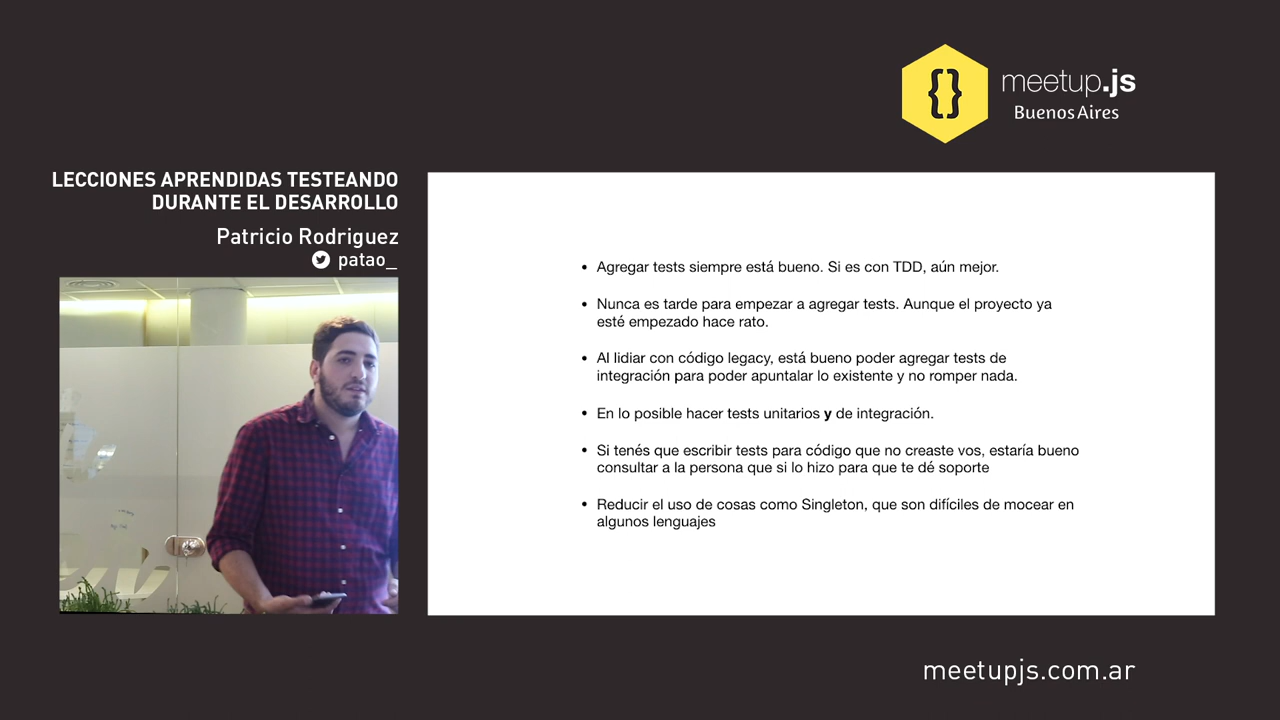 {}
meetup.js
Buenos Aires
LECCIONES APRENDIDAS TESTEANDO
DURANTE EL DESARROLLO
Patricio Rodriguez
patao_
• Agregar tests siempre está bueno. Si es con TDD, aún mejor.
• Nunca es tarde para empezar a agregar tests. Aunque el proyecto ya
esté empezado hace rato.
• Al lidiar con código legacy, está bueno poder agregar tests de
integración para poder apuntalar lo existente y no romper nada.
• En lo posible hacer tests unitarios y de integración.
• Si tenés que escribir tests para código que no creaste vos, estaría bueno
consultar a la persona que si lo hizo para que te dé soporte
• Reducir el uso de cosas como Singleton, que son difíciles de mocear en
algunos lenguajes
meetupjs.com.ar